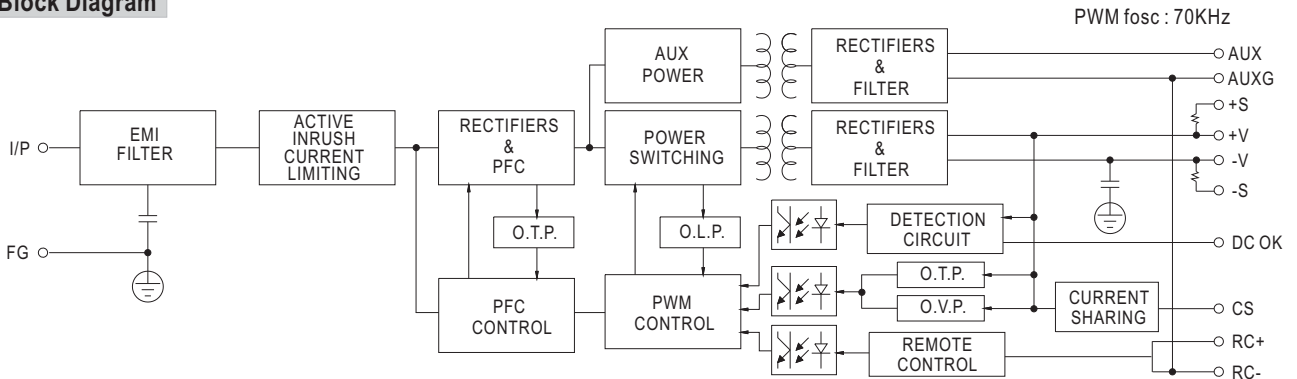 Block Diagram
PWM fosc : 70KHz
I/P
FG
EMI
FILTER
ACTIVE
INRUSH
CURRENT
LIMITING
RECTIFIERS
&
PFC
O.T.P.
PFC
CONTROL
AUX
POWER
POWER
SWITCHING
O.L.P.
PWM
CONTROL
RECTIFIERS
&
FILTER
RECTIFIERS
&
FILTER
DETECTION
CIRCUIT
O.T.P.
O.V.P.
REMOTE
CONTROL
CURRENT
SHARING
AUX
AUXG
+S
+V
-V
-S
DC OK
CS
RC+
RC-